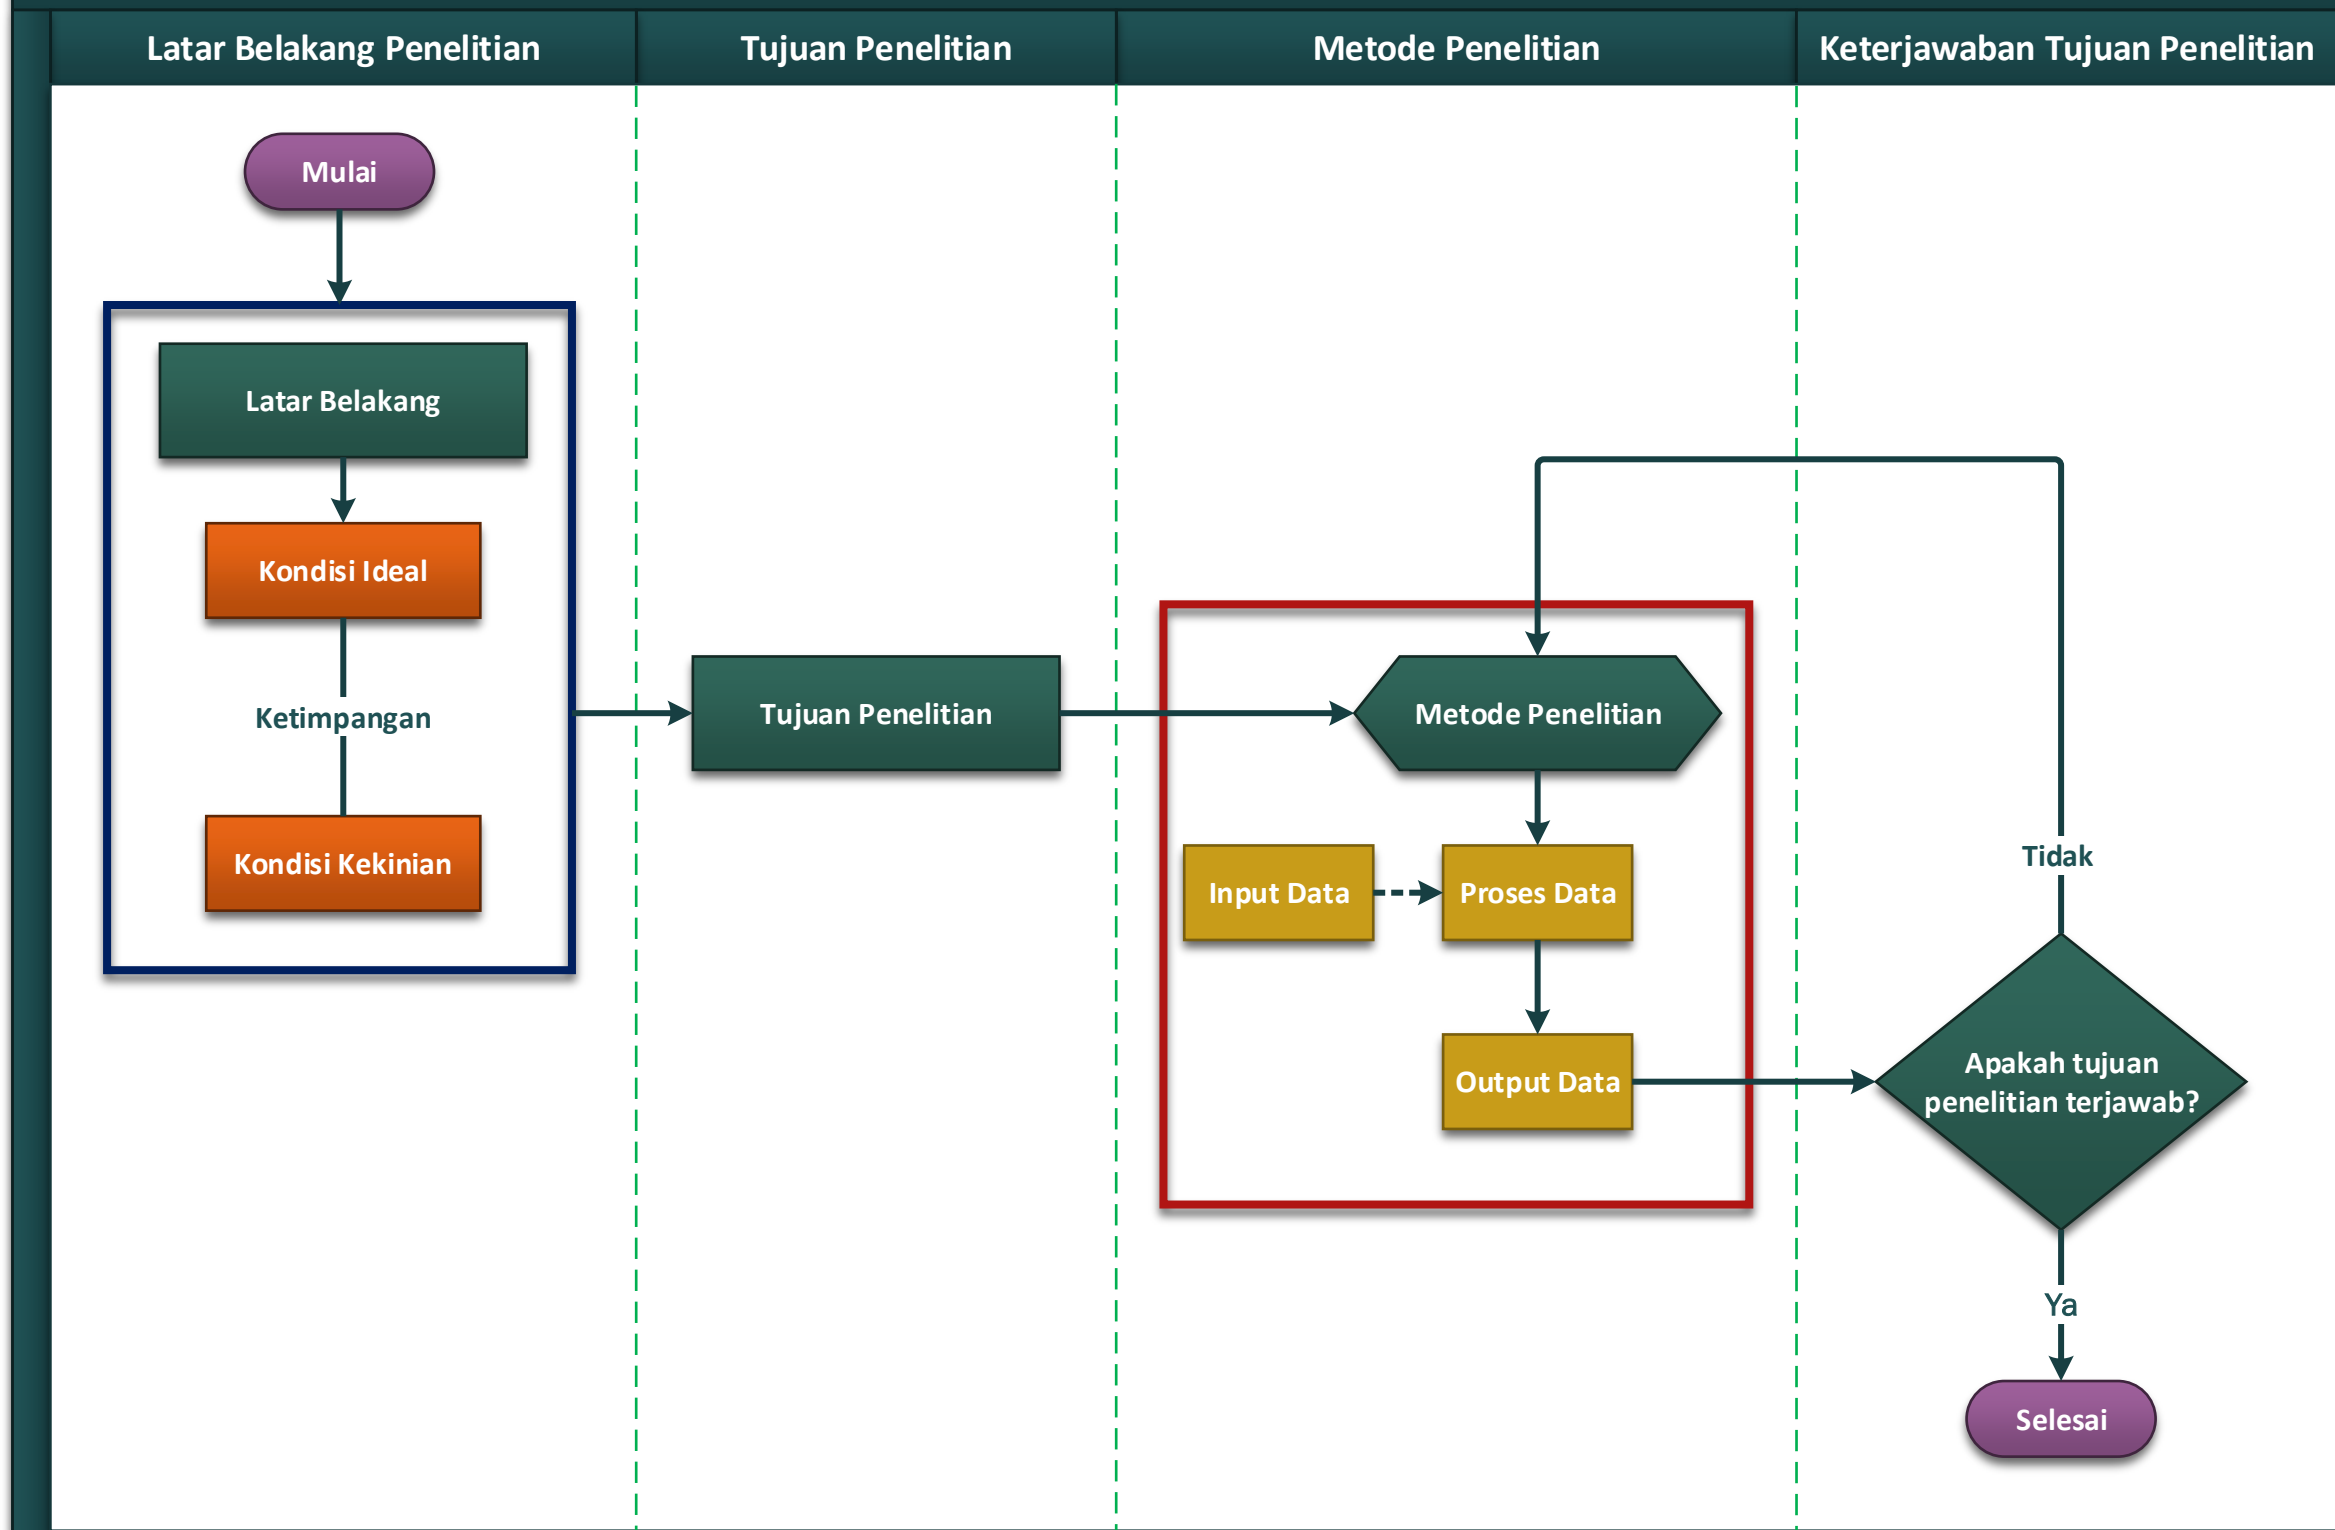 Latar Belakang Penelitian
Tujuan Penelitian
Metode Penelitian
Keterjawaban Tujuan Penelitian
Mulai
Latar Belakang
Kondisi Ideal
Ketimpangan
Kondisi Kekinian
Tujuan Penelitian
Metode Penelitian
Input Data
Proses Data
Output Data
Tidak
Apakah tujuan
penelitian terjawab?
Ya
Selesai